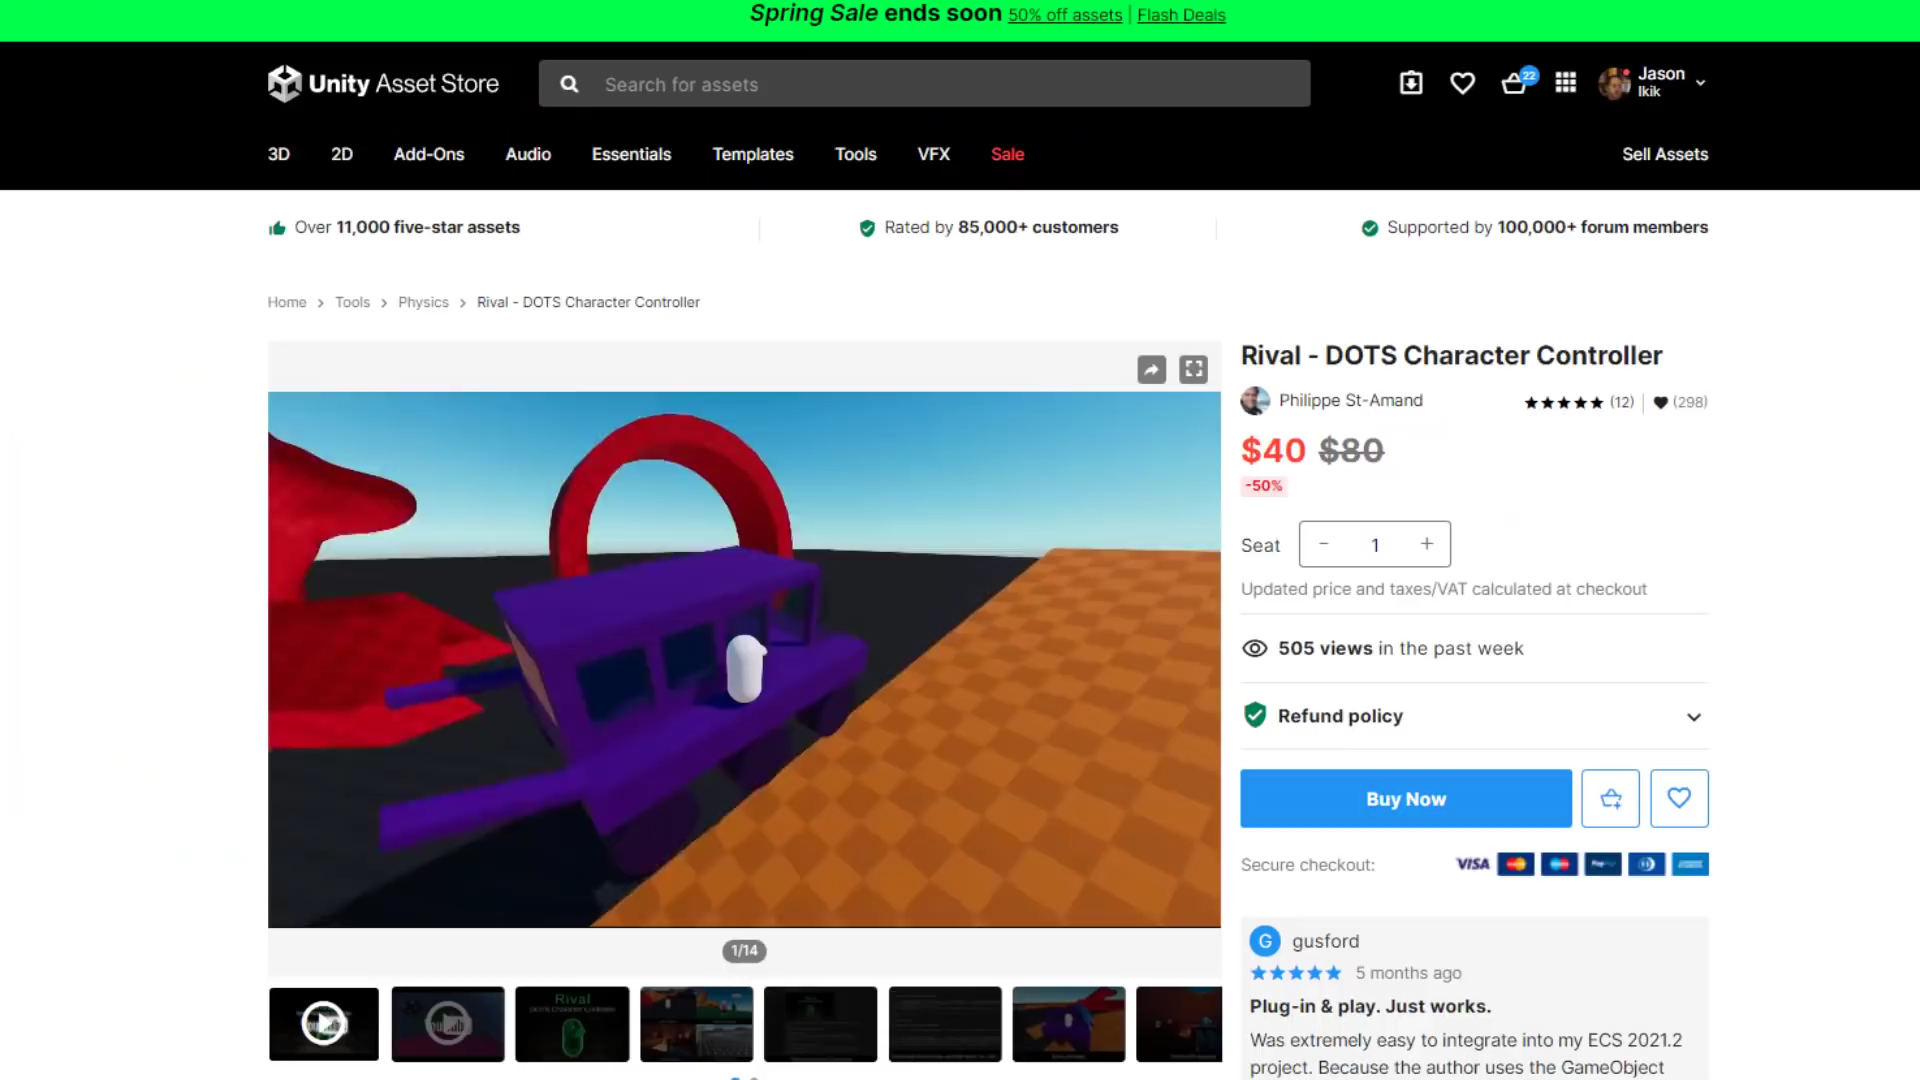 Spring Sale ends soon 50% off assets | Flash Deals
Unity Asset Store
Search for assets
22
Jason
Ikik
3D 2D Add-Ons Audio Essentials Templates Tools VFX Sale Sell Assets
Over 11,000 five-star assets
Rated by 85,000+ customers
Supported by 100,000+ forum members
Home > Tools > Physics > Rival - DOTS Character Controller
Rival - DOTS Character Controller
Philippe St-Amand
(12) | (298)
$40 $80
-50%
Seat - 1 +
Updated price and taxes/VAT calculated at checkout
505 views in the past week
Refund policy
Buy Now
Secure checkout: VISA
1/14
Rival
G gusford
5 months ago
Plug-in & play. Just works.
Was extremely easy to integrate into my ECS 2021.2
project. Because the author uses the GameObject